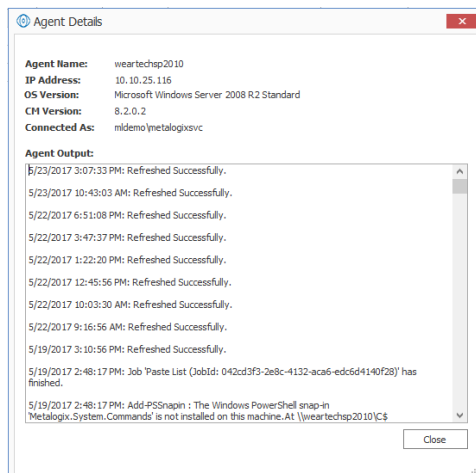 Agent Details
Agent Name: weartechsp2010
IP Address: 10.10.25.116
OS Version: Microsoft Windows Server 2008 R2 Standard
CM Version: 8.2.0.2
Connected As: mldemo\metalogixsvc
Agent Output:
5/23/2017 3:07:33 PM: Refreshed Successfully.
5/23/2017 10:43:03 AM: Refreshed Successfully.
5/22/2017 6:51:08 PM: Refreshed Successfully.
5/22/2017 3:47:37 PM: Refreshed Successfully.
5/22/2017 1:22:20 PM: Refreshed Successfully.
5/22/2017 12:45:56 PM: Refreshed Successfully.
5/22/2017 10:03:30 AM: Refreshed Successfully.
5/22/2017 9:16:56 AM: Refreshed Successfully.
5/19/2017 3:10:56 PM: Refreshed Successfully.
5/19/2017 2:48:17 PM: Job 'Paste List (JobId: 042cd3f3-2e8c-4132-aca6-edc6d4140f28)' has
finished.
5/19/2017 2:48:17 PM: Add-PSSnapin : The Windows PowerShell snap-in
'Metalogix.System.Commands' is not installed on this machine.At \\weartechsp2010\C$
Close